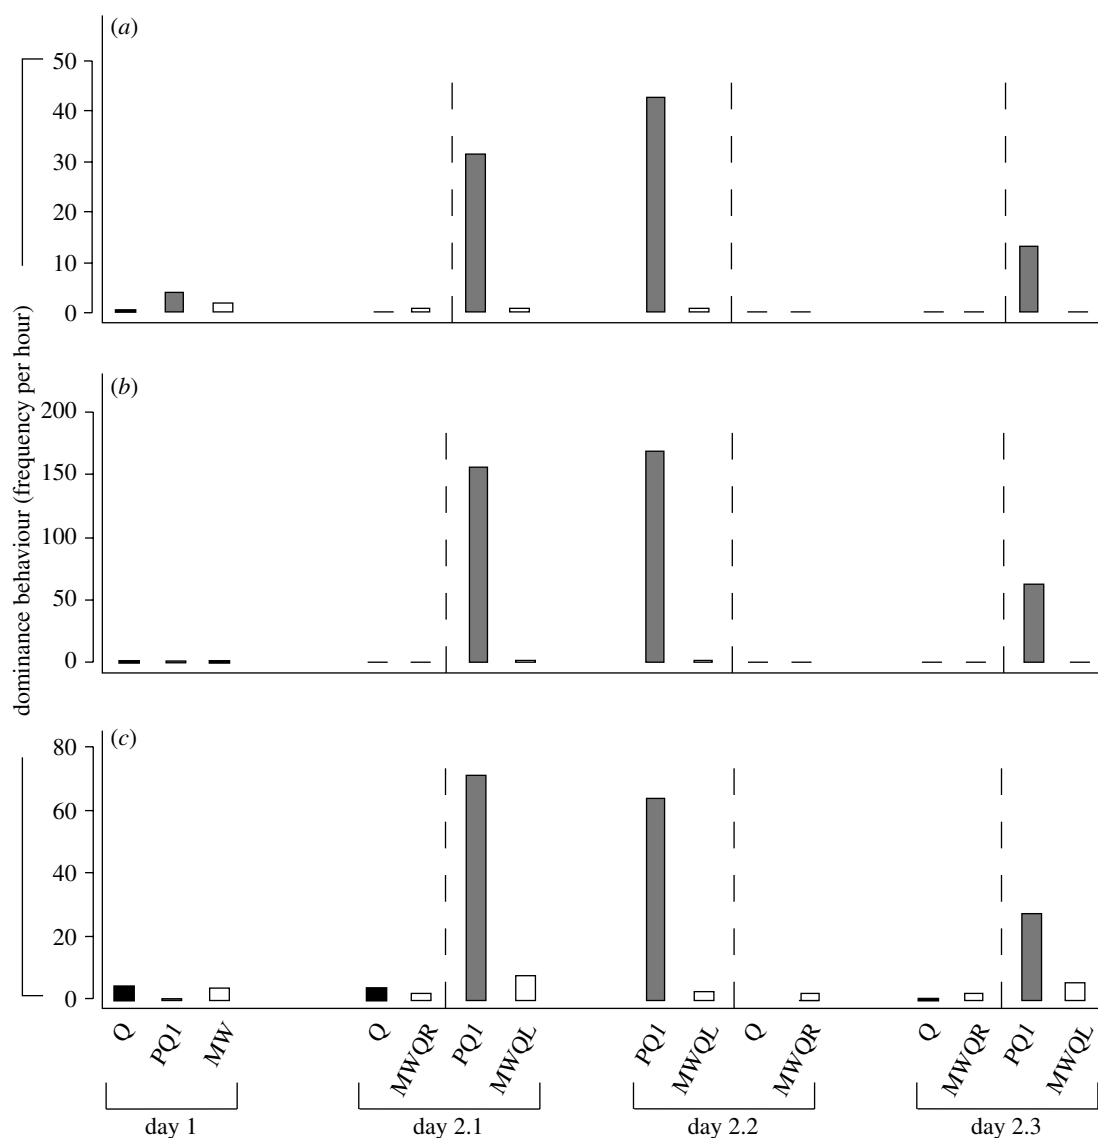 dominance behaviour (frequency per hour)
(a)
50
40
30
20
10
0
(b)
200
150
100
50
0
(c)
80
60
40
20
0
Q PQ1 MW Q MWQR PQ1 MWQL PQ1 MWQL Q MWQR Q MWQR PQ1 MWQL
day 1 day 2.1 day 2.2 day 2.3